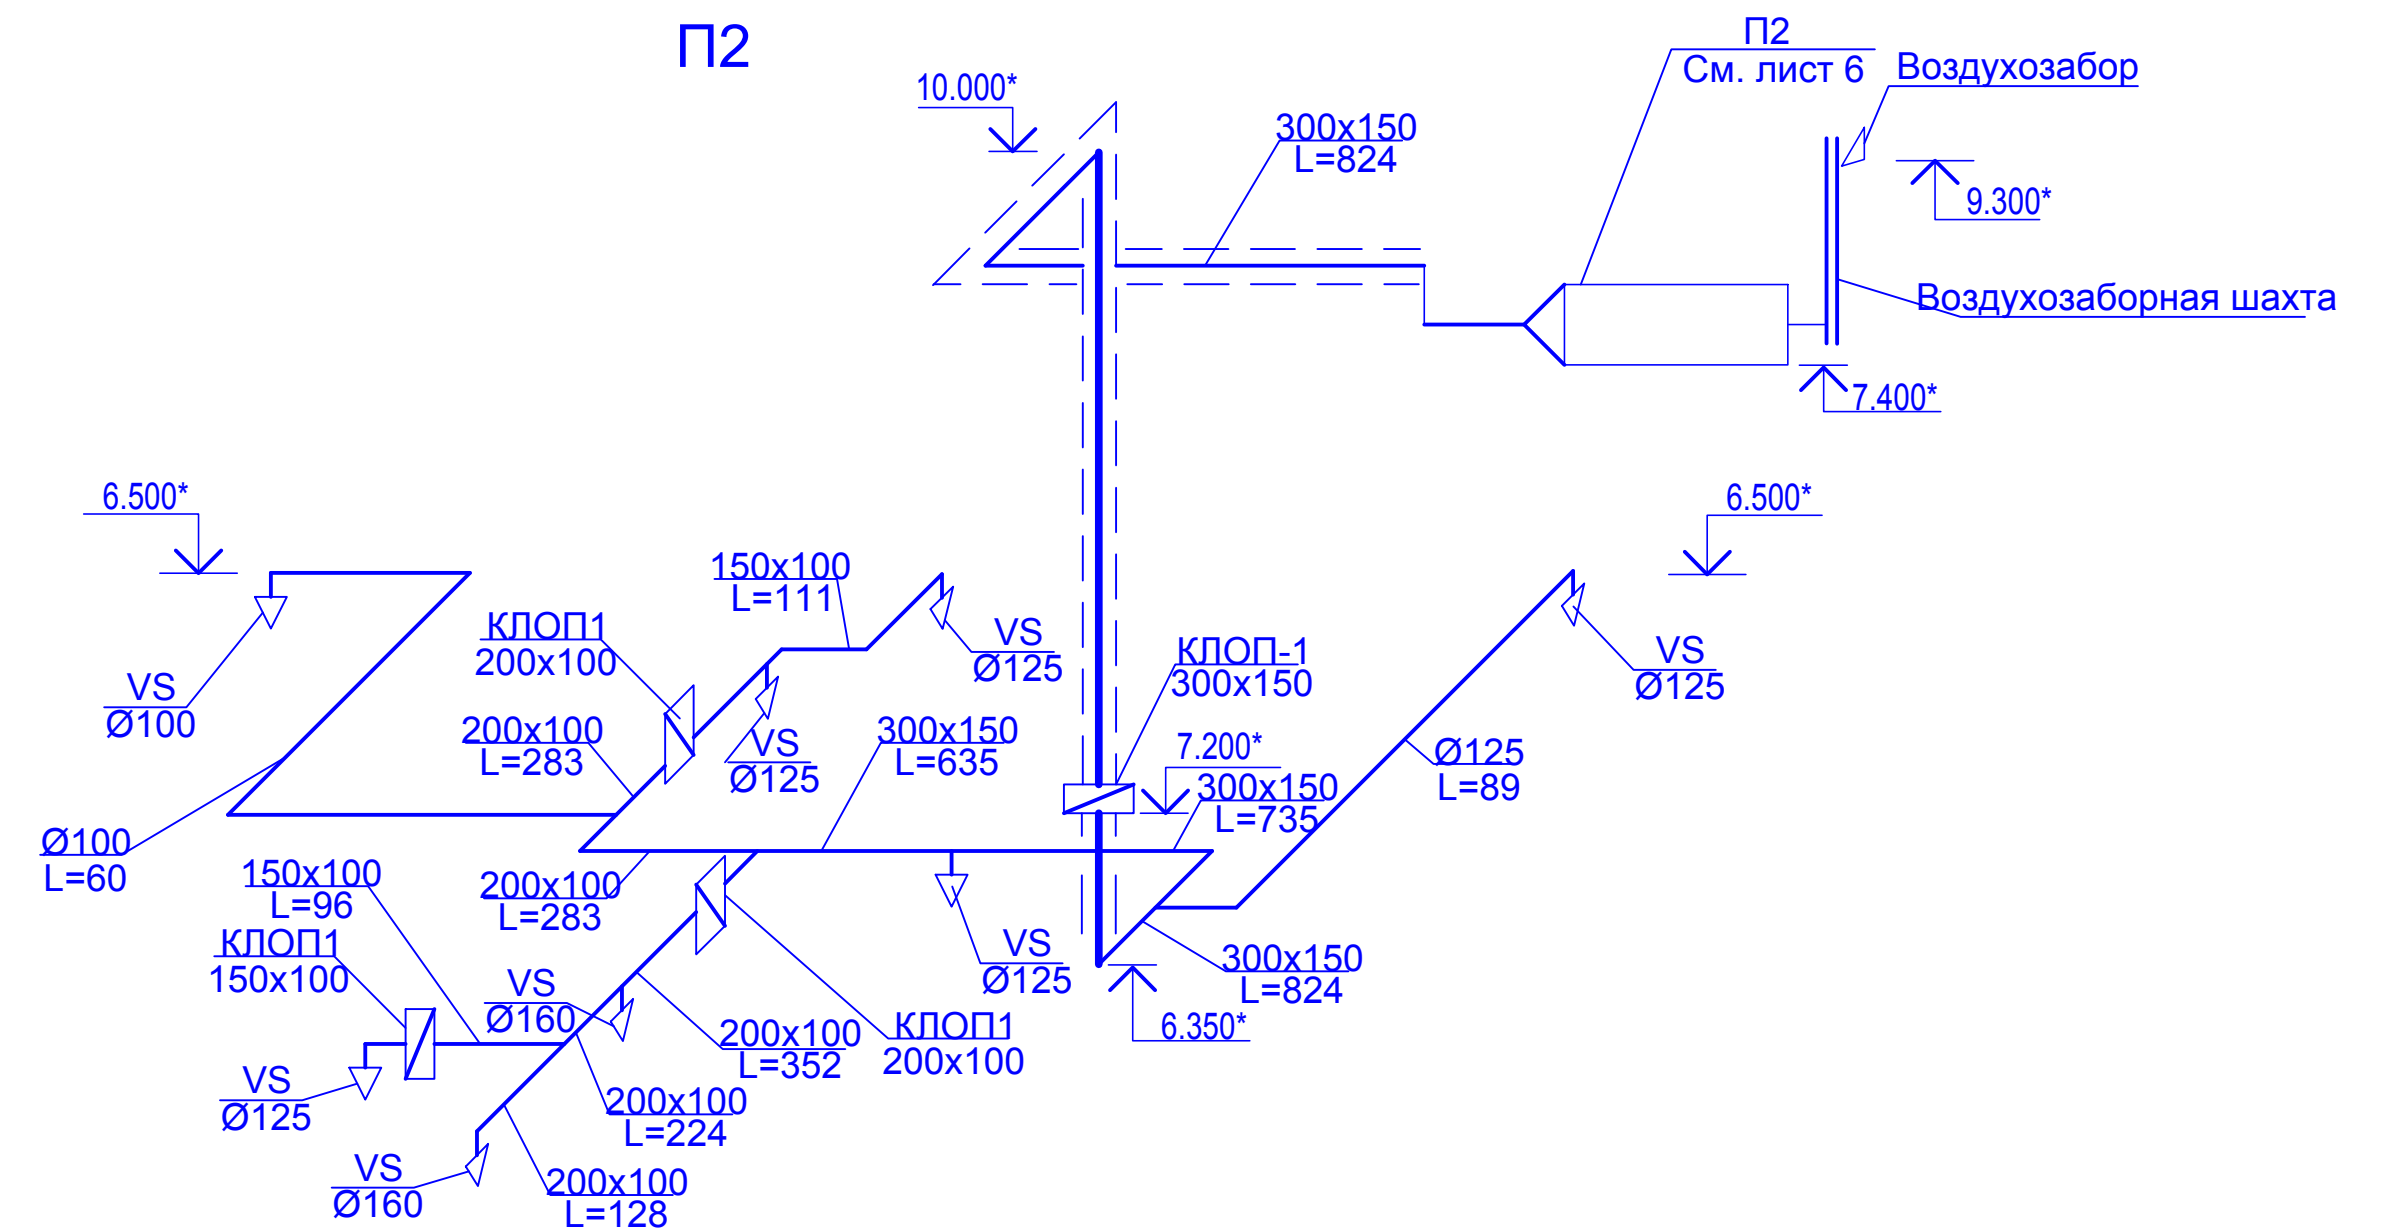 П2
П2
См. лист 6
Воздухозабор
10.000*
300x150
L=824
9.300*
Воздухозаборная шахта
7.400*
6.500*
6.500*
150x100
L=111
КЛОП1
200x100
VS
Ø125
КЛОП-1
300x150
VS
Ø125
VS
Ø100
200x100
L=283
VS
Ø125
300x150
L=635
7.200*
300x150
L=735
Ø125
L=89
Ø100
L=60
150x100
L=96
200x100
L=283
КЛОП1
150x100
VS
Ø125
300x150
L=824
VS
Ø160
200x100
L=352
КЛОП1
200x100
6.350*
VS
Ø125
200x100
L=224
VS
Ø160
200x100
L=128